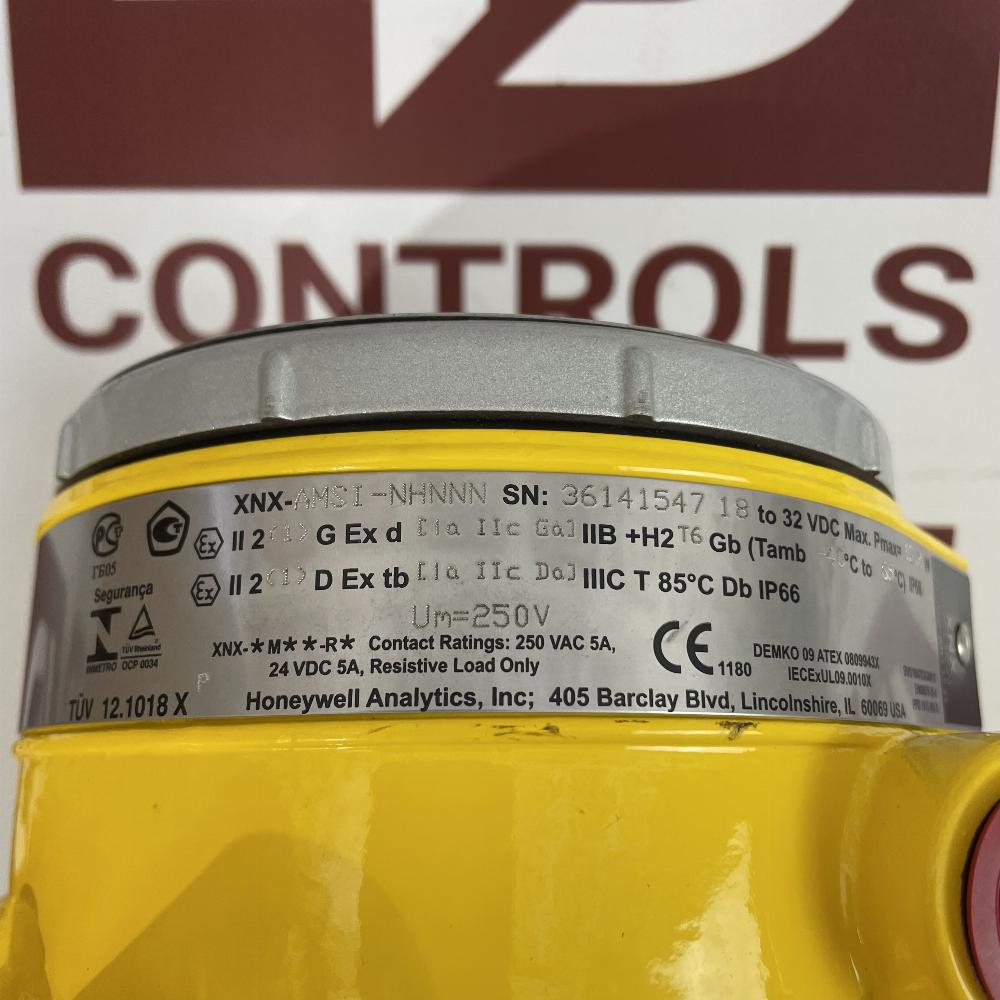 CONTROLS
XNX-AMSI-NHNNN SN: 36141547 18 to 32 VDC Max. Pmax= W
II 2 (1) G Ex d [Ia IIc Ga] IIB +H2 T6 Gb (Tamb °C to °C) IP66
II 2 (1) D Ex tb [Ia IIc Da] IIIC T 85°C Db IP66
Um=250V
ГБ05
Segurança
INMETRO
TÜV Rheinland
OCP 0034
XNX-*M**-R* Contact Ratings: 250 VAC 5A,
24 VDC 5A, Resistive Load Only
CE 1180
DEMKO 09 ATEX 0809943X
IECExUL09.0010X
TÜV 12.1018 X P
Honeywell Analytics, Inc; 405 Barclay Blvd, Lincolnshire, IL 60069 USA